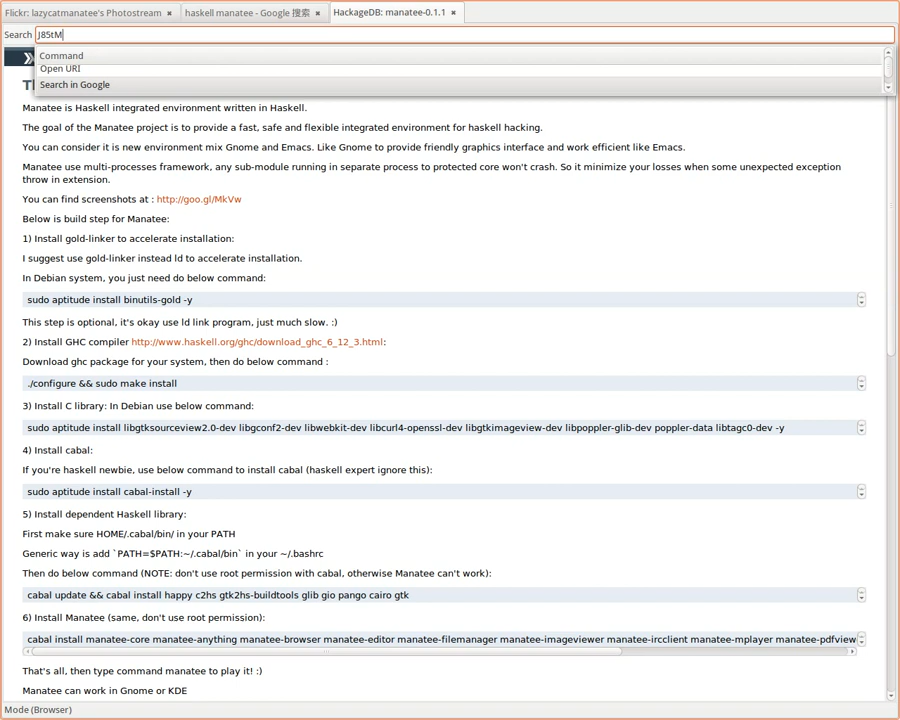 Flickr: lazycatmanatee's Photostream
haskell manatee - Google 搜索
HackageDB: manatee-0.1.1
Search J85tM
Command
Open URI
Search in Google
Manatee is Haskell integrated environment written in Haskell.
The goal of the Manatee project is to provide a fast, safe and flexible integrated environment for haskell hacking.
You can consider it is new environment mix Gnome and Emacs. Like Gnome to provide friendly graphics interface and work efficient like Emacs.
Manatee use multi-processes framework, any sub-module running in separate process to protected core won't crash. So it minimize your losses when some unexpected exception
throw in extension.
You can find screenshots at : http://goo.gl/MkVw
Below is build step for Manatee:
1) Install gold-linker to accelerate installation:
I suggest use gold-linker instead ld to accelerate installation.
In Debian system, you just need do below command:
sudo aptitude install binutils-gold -y
This step is optional, it's okay use ld link program, just much slow. :)
2) Install GHC compiler http://www.haskell.org/ghc/download_ghc_6_12_3.html:
Download ghc package for your system, then do below command :
./configure && sudo make install
3) Install C library: In Debian use below command:
sudo aptitude install libgtksourceview2.0-dev libgconf2-dev libwebkit-dev libcurl4-openssl-dev libgtkimageview-dev libpoppler-glib-dev poppler-data libtagc0-dev -y
4) Install cabal:
If you're haskell newbie, use below command to install cabal (haskell expert ignore this):
sudo aptitude install cabal-install -y
5) Install dependent Haskell library:
First make sure HOME/.cabal/bin/ in your PATH
Generic way is add `PATH=$PATH:~/.cabal/bin` in your ~/.bashrc
Then do below command (NOTE: don't use root permission with cabal, otherwise Manatee can't work):
cabal update && cabal install happy c2hs gtk2hs-buildtools glib gio pango cairo gtk
6) Install Manatee (same, don't use root permission):
cabal install manatee-core manatee-anything manatee-browser manatee-editor manatee-filemanager manatee-imageviewer manatee-ircclient manatee-mplayer manatee-pdfview
That's all, then type command manatee to play it! :)
Manatee can work in Gnome or KDE
Mode (Browser)